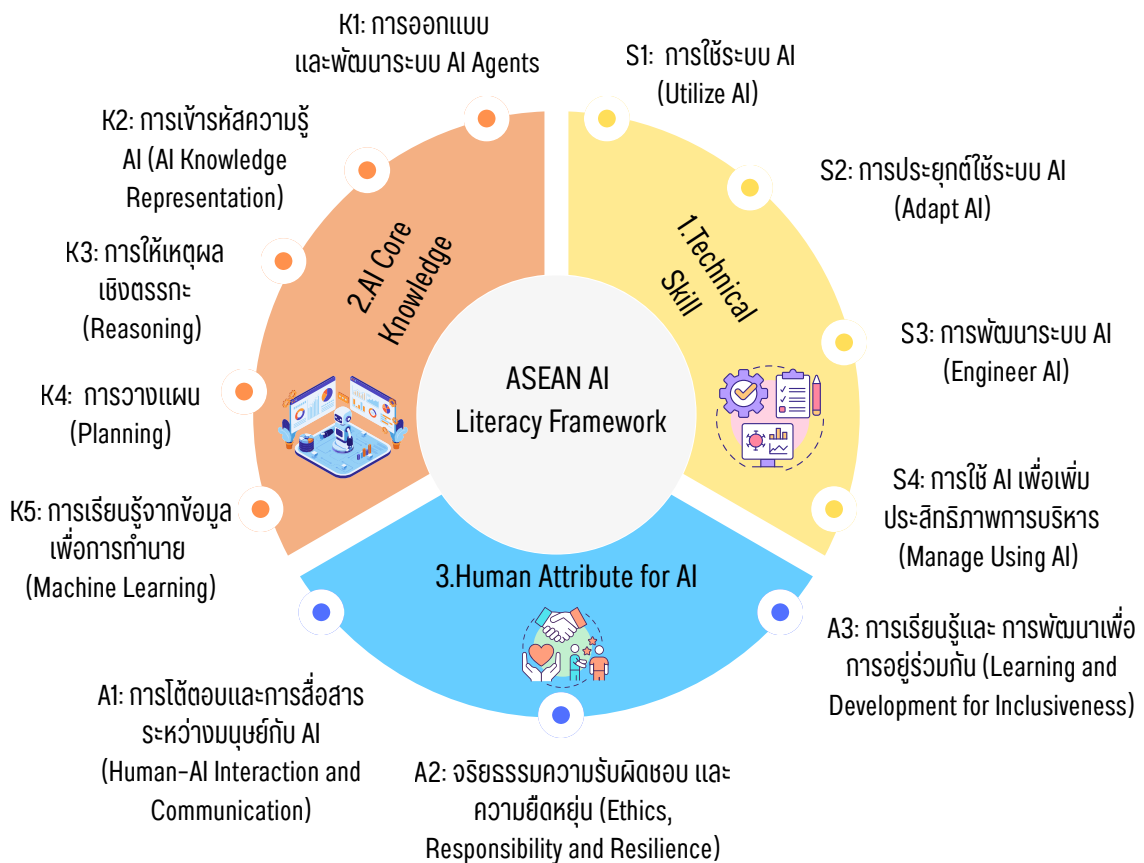 K1: การออกแบบ
และพัฒนาระบบ AI Agents
S1: การใช้ระบบ AI
(Utilize AI)
K2: การเข้ารหัสความรู้
AI (AI Knowledge
Representation)
S2: การประยุกต์ใช้ระบบ AI
(Adapt AI)
K3: การให้เหตุผล
เชิงตรรกะ
(Reasoning)
2.AI Core
Knowledge
1.Technical
Skill
S3: การพัฒนาระบบ AI
(Engineer AI)
ASEAN AI
Literacy Framework
K4: การวางแผน
(Planning)
K5: การเรียนรู้จากข้อมูล
เพื่อการทำนาย
(Machine Learning)
S4: การใช้ AI เพื่อเพิ่ม
ประสิทธิภาพการบริหาร
(Manage Using AI)
3.Human Attribute for AI
A3: การเรียนรู้และ การพัฒนาเพื่อ
การอยู่ร่วมกัน (Learning and
Development for Inclusiveness)
A1: การโต้ตอบและการสื่อสาร
ระหว่างมนุษย์กับ AI
(Human-AI Interaction and
Communication)
A2: จริยธรรมความรับผิดชอบ และ
ความยืดหยุ่น (Ethics,
Responsibility and Resilience)